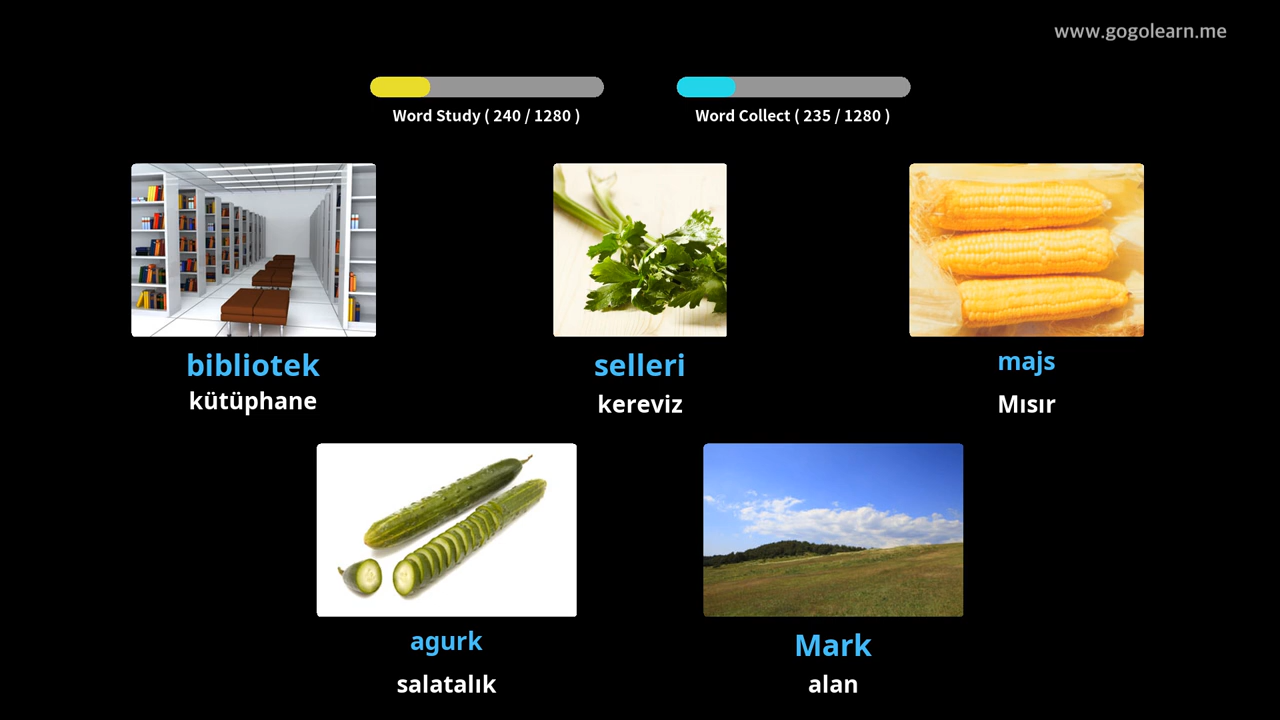 www.gogolearn.me
Word Study ( 240 / 1280 )
Word Collect ( 235 / 1280 )
bibliotek
kütüphane
selleri
kereviz
majs
Mısır
agurk
salatalık
Mark
alan